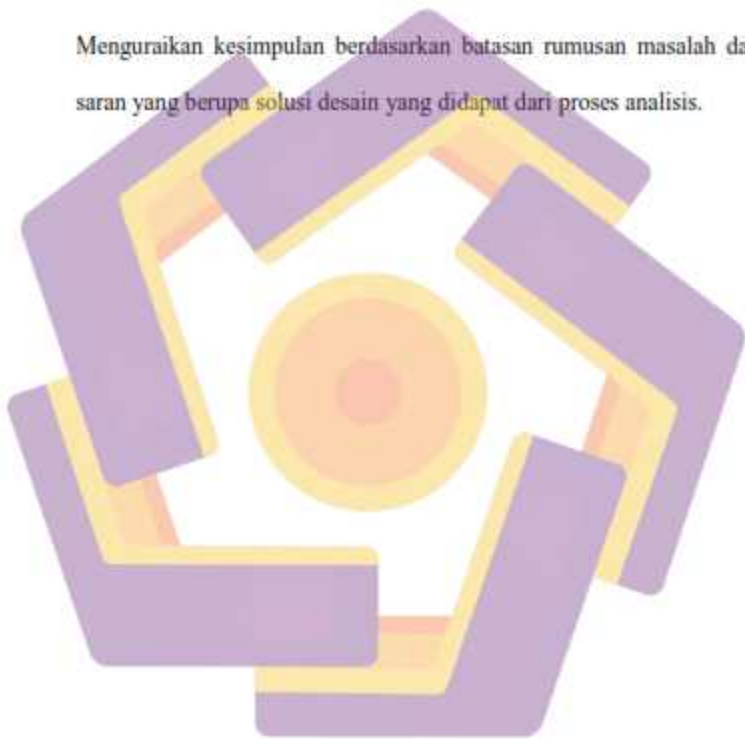 Menguraikan kesimpulan berdasarkan batasan rumusan masalah da
saran yang berupa solusi desain yang didapat dari proses analisis.